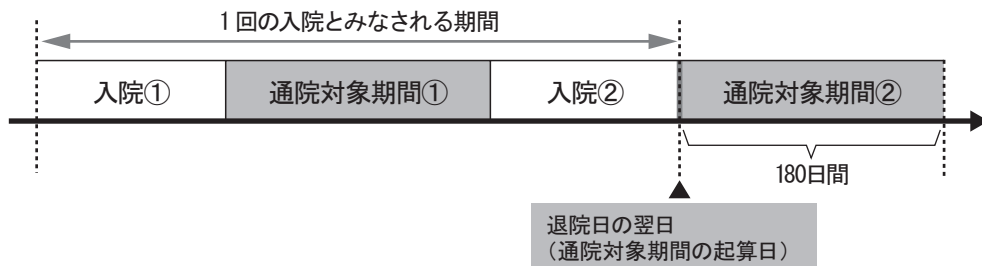 1回の入院とみなされる期間
入院①
通院対象期間①
入院②
通院対象期間②
180日間
退院日の翌日
（通院対象期間の起算日）